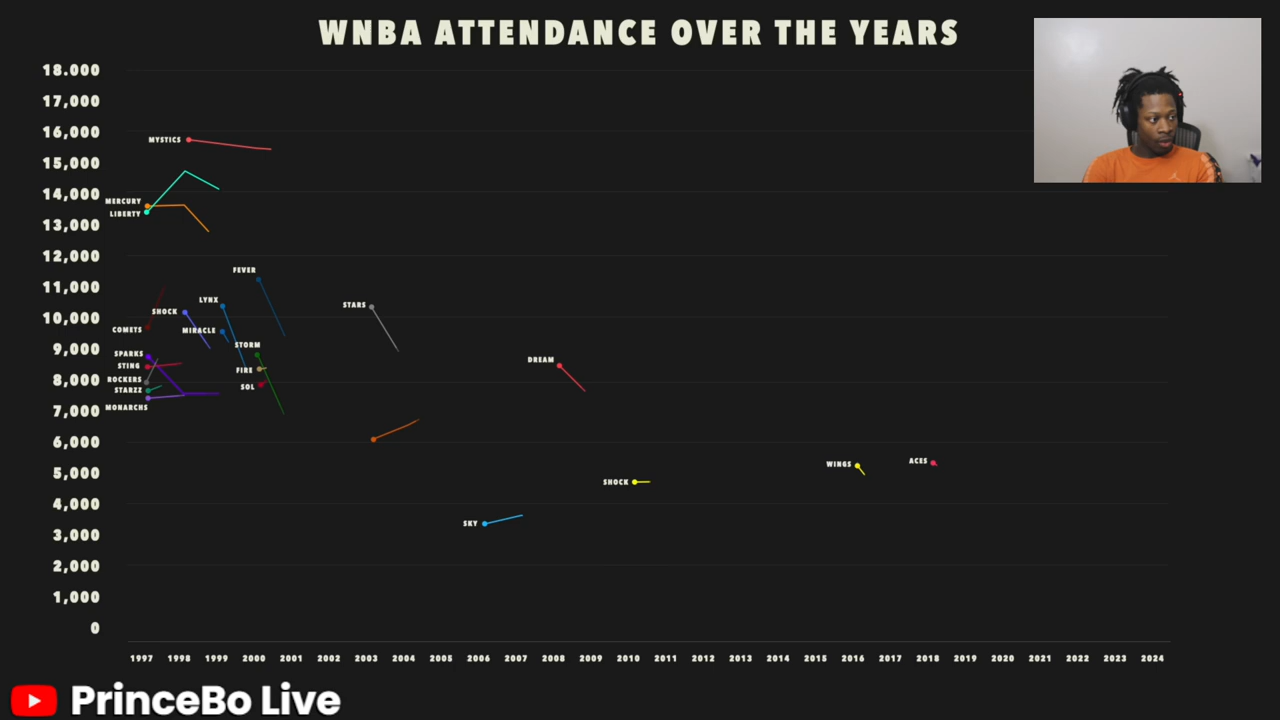 WNBA ATTENDANCE OVER THE YEARS
18.000
17,000
16,000
15,000
14,000
13,000
12,000
11,000
10,000
9,000
8,000
7,000
6,000
5,000
4,000
3,000
2,000
1,000
0
MYSTICS
MERCURY
LIBERTY
FEVER
LYNX
SHOCK
COMETS
MIRACLE
STARS
STORM
SPARKS
STING
FIRE
ROCKERS
SOL
STARZZ
MONARCHS
DREAM
SHOCK
SKY
WINGS
ACES
1997 1998 1999 2000 2001 2002 2003 2004 2005 2006 2007 2008 2009 2010 2011 2012 2013 2014 2015 2016 2017 2018 2019 2020 2021 2022 2023 2024
PrinceBo Live